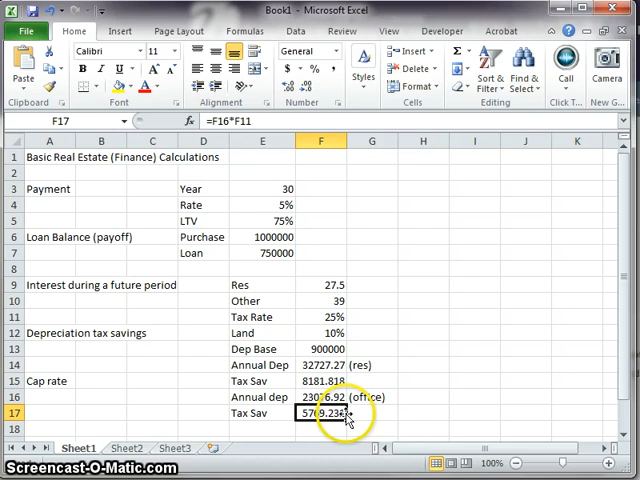 Book1 - Microsoft Excel
File Home Insert Page Layout Formulas Data Review View Developer Acrobat
Calibri 11 General Insert
Paste Delete Styles Sort & Filter Find & Select Call Camera
Format
Clipboard Font Alignment Number Cells Editing Click T... New G...
F17 fx =F16*F11
A B C D E F G H I J K
1 Basic Real Estate (Finance) Calculations
2
3 Payment Year 30
4 Rate 5%
5 LTV 75%
6 Loan Balance (payoff) Purchase 1000000
7 Loan 750000
8
9 Interest during a future period Res 27.5
10 Other 39
11 Tax Rate 25%
12 Depreciation tax savings Land 10%
13 Dep Base 900000
14 Annual Dep 32727.27 (res)
15 Cap rate Tax Sav 8181.818
16 Annual dep 23076.92 (office)
17 Tax Sav
18
Sheet1 Sheet2 Sheet3
100%
Screencast-O-Matic.com